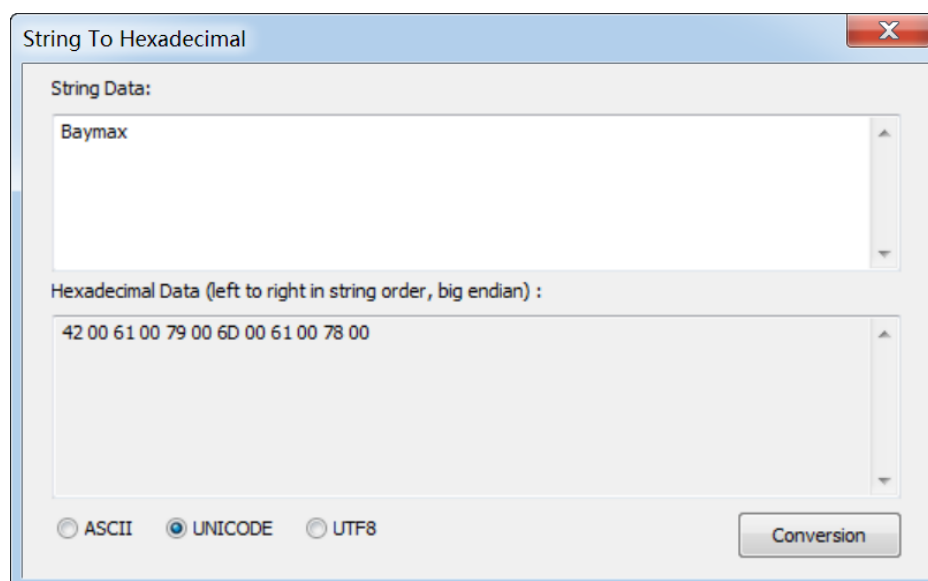 String To Hexadecimal
String Data:
Baymax
Hexadecimal Data (left to right in string order, big endian) :
42 00 61 00 79 00 6D 00 61 00 78 00
ASCII UNICODE UTF8
Conversion